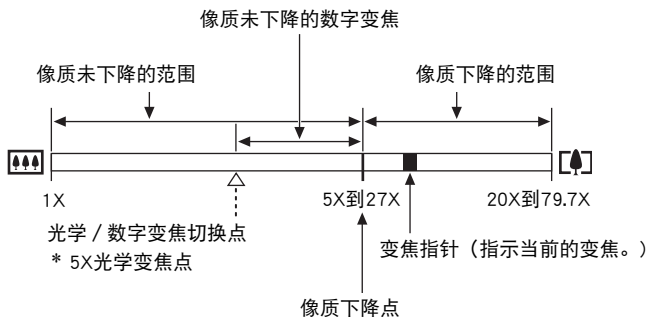 像质未下降的数字变焦
像质未下降的范围
像质下降的范围
1X
5X到27X
20X到79.7X
光学 / 数字变焦切换点
* 5X光学变焦点
变焦指针（指示当前的变焦。）
像质下降点